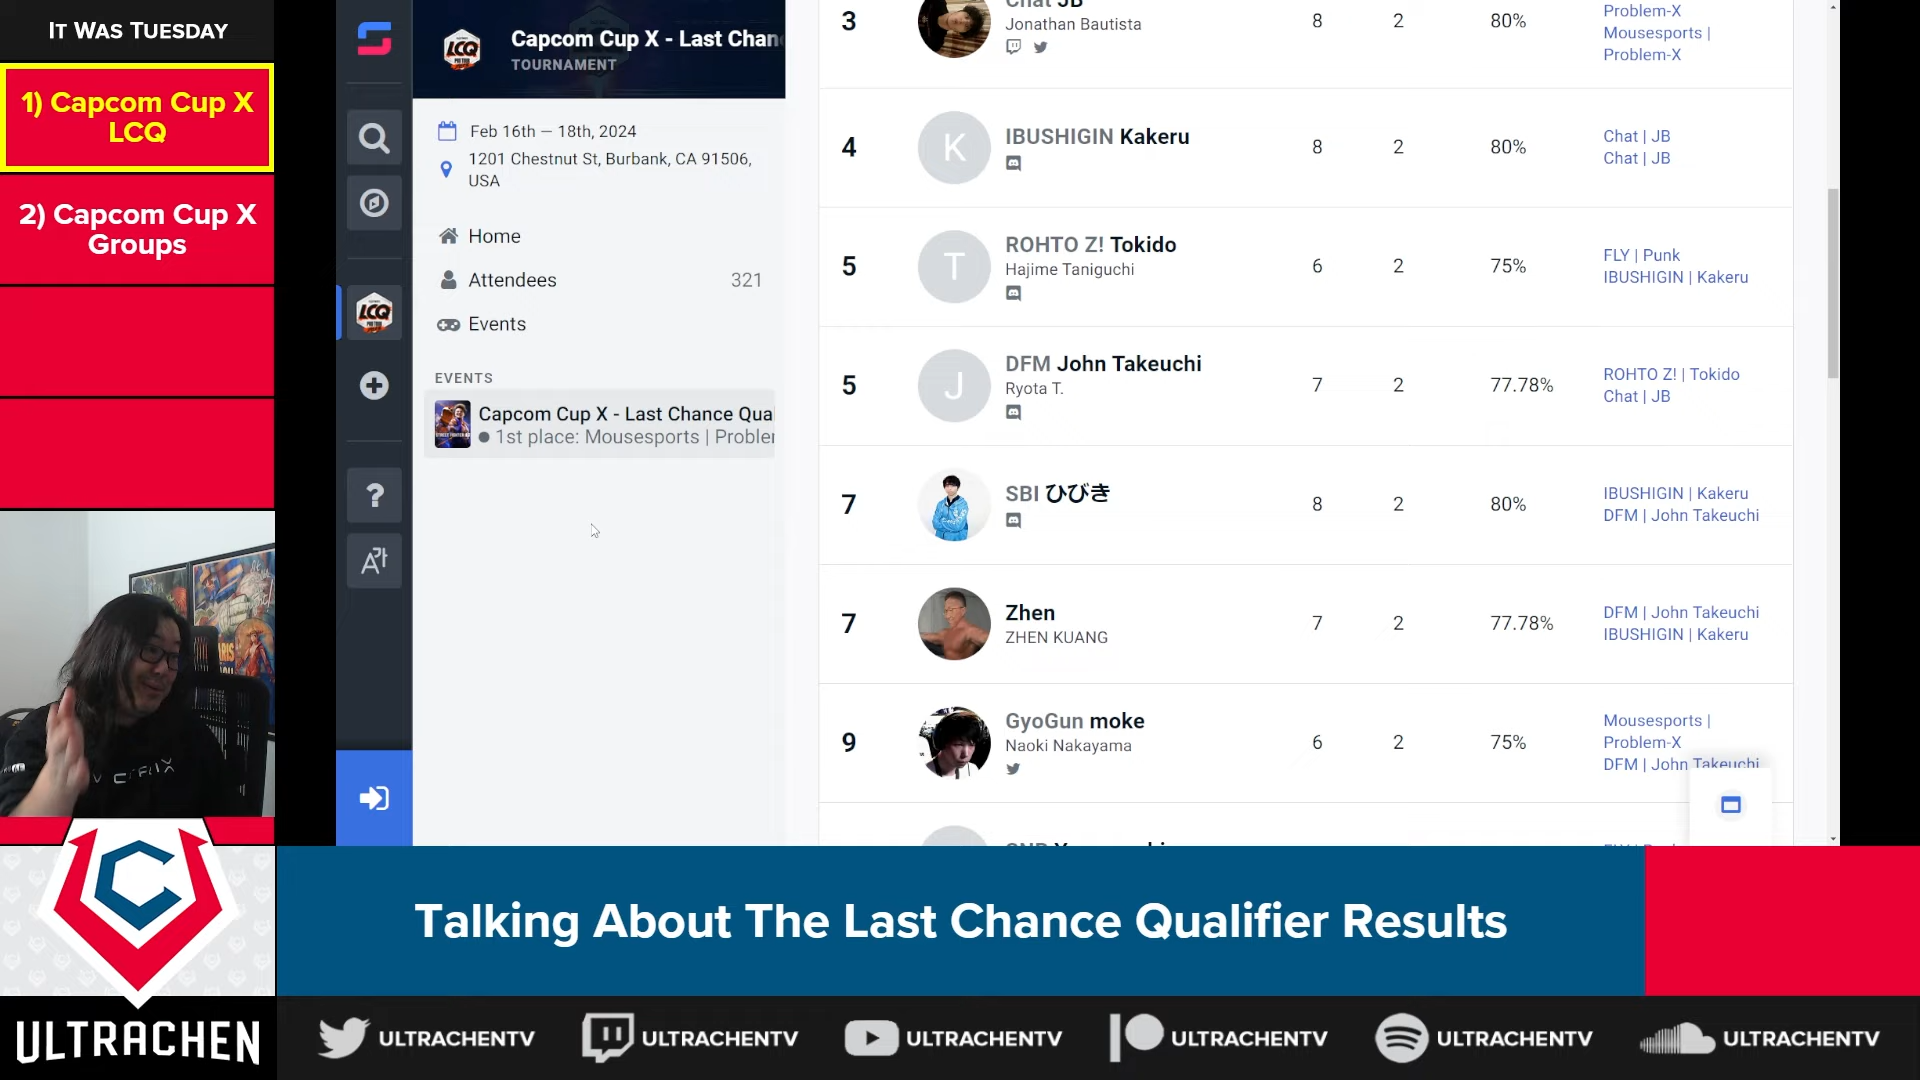 IT WAS TUESDAY
1) Capcom Cup X
LCQ
2) Capcom Cup X
Groups
ULTRACHEN
Capcom Cup X - Last Chan
TOURNAMENT
Feb 16th — 18th, 2024
1201 Chestnut St, Burbank, CA 91506,
USA
Home
Attendees 321
Events
EVENTS
Capcom Cup X - Last Chance Qua
1st place: Mousesports | Probler
3 Chat JB 8 2 80% Problem-X
Jonathan Bautista Mousesports |
Problem-X
4 IBUSHIGIN Kakeru 8 2 80% Chat | JB
Chat | JB
K
5 ROHTO Z! Tokido 6 2 75% FLY | Punk
Hajime Taniguchi IBUSHIGIN | Kakeru
T
5 DFM John Takeuchi 7 2 77.78% ROHTO Z! | Tokido
Ryota T. Chat | JB
J
7 SBI ひびき 8 2 80% IBUSHIGIN | Kakeru
DFM | John Takeuchi
7 Zhen 7 2 77.78% DFM | John Takeuchi
ZHEN KUANG IBUSHIGIN | Kakeru
9 GyoGun moke 6 2 75% Mousesports |
Naoki Nakayama Problem-X
DFM | John Takeuchi
LCQ
LCQ
Talking About The Last Chance Qualifier Results
ULTRACHENTV
ULTRACHENTV
ULTRACHENTV
ULTRACHENTV
ULTRACHENTV
ULTRACHENTV